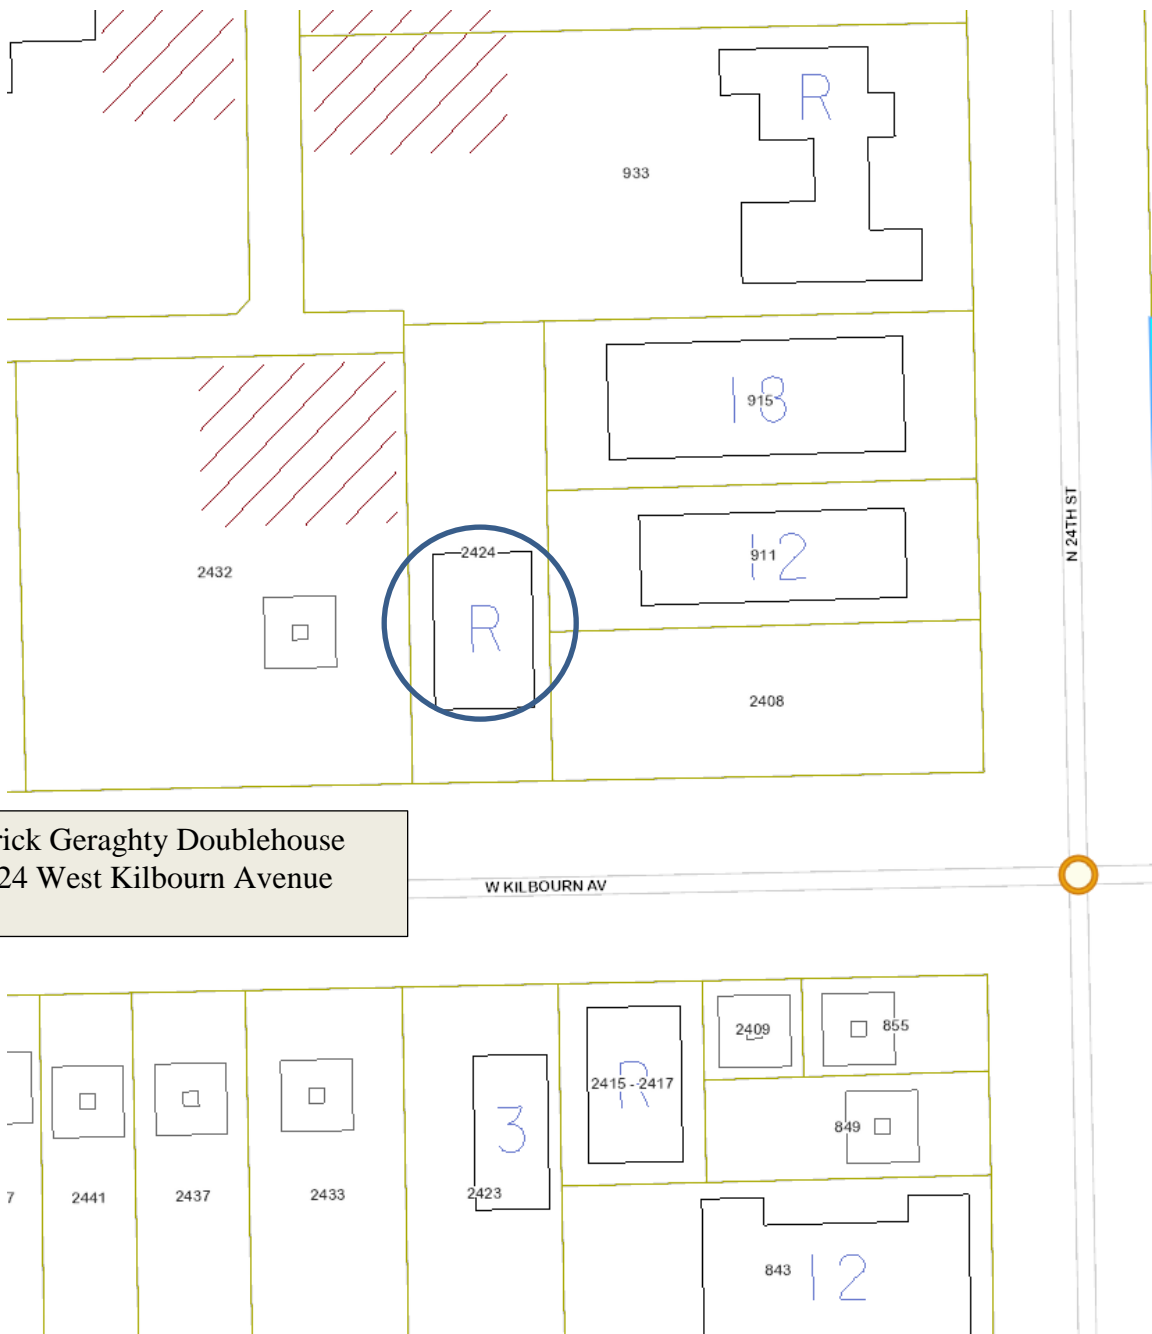 R
933
18
915
N 24TH ST
2424
12
911
2432
R
2408
rick Geraghty Doublehouse
24 West Kilbourn Avenue
W KILBOURN AV
2409
855
R
2415 - 2417
3
849
7
2441
2437
2433
2423
843
12